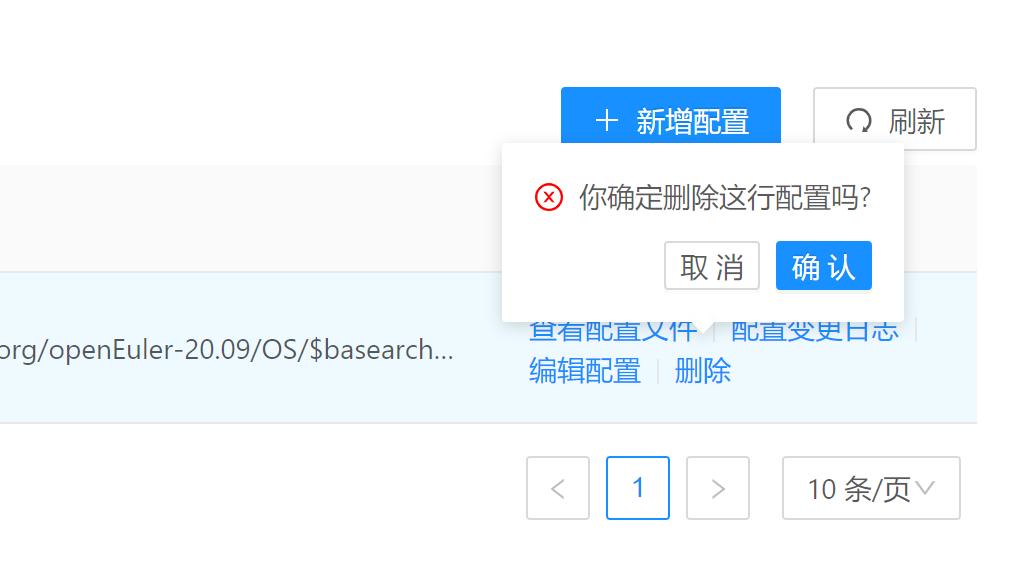 新增配置
刷新
你确定删除这行配置吗?
取 消
确 认
org/openEuler-20.09/OS/$basearch...
查看配置文件
配置变更日志
编辑配置
删除
<
1
>
10 条/页